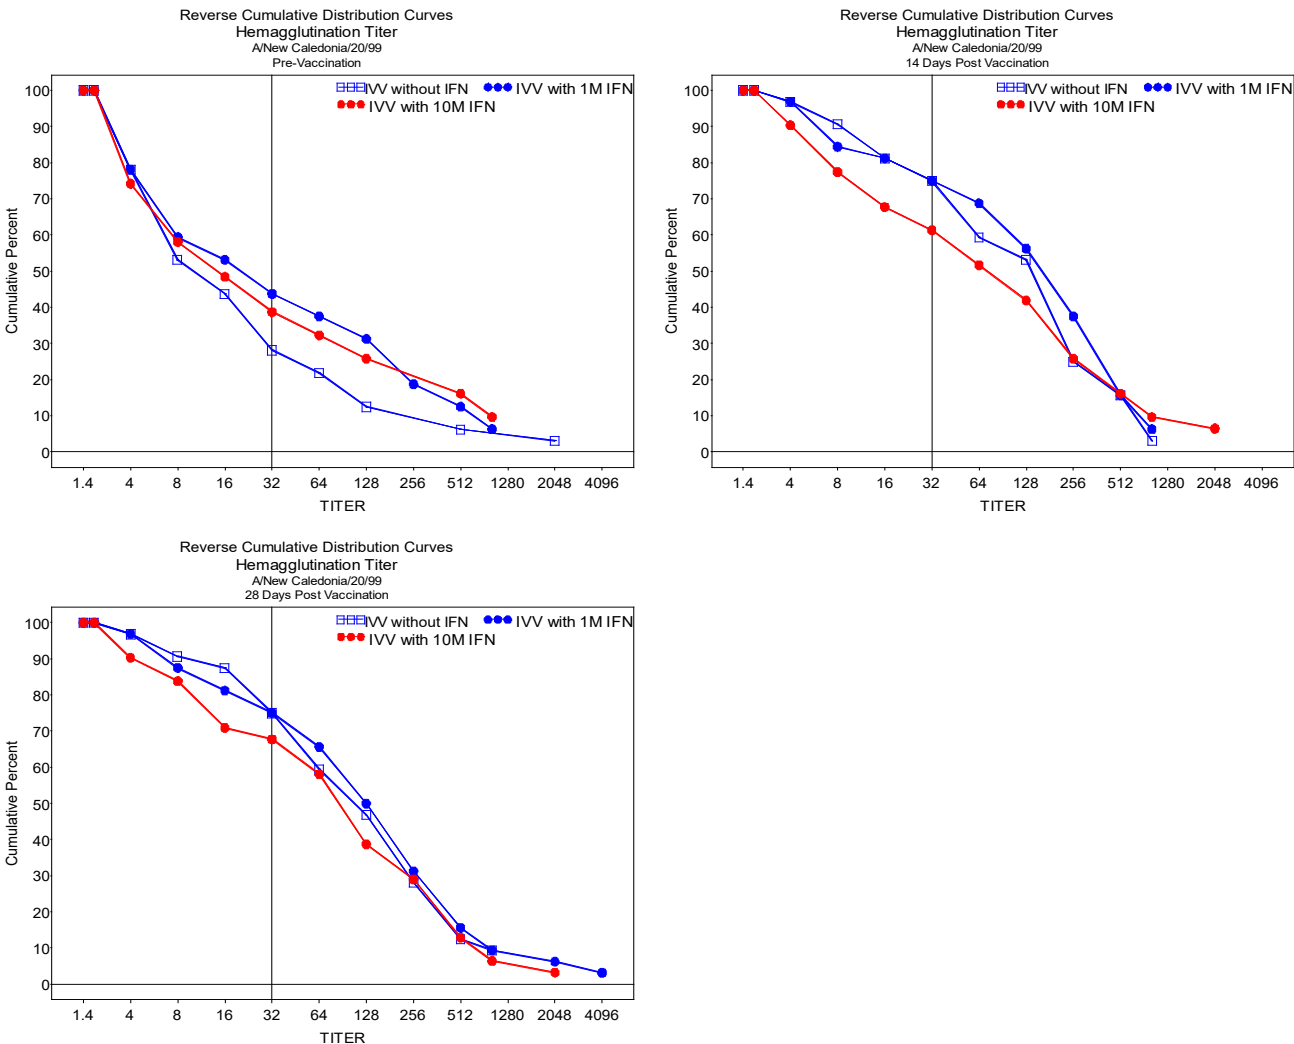 Reverse Cumulative Distribution Curves
Hemagglutination Titer
A/New Caledonia/20/99
Pre-Vaccination
IVV without IFN
IVV with 1M IFN
IVV with 10M IFN
Cumulative Percent
100
90
80
70
60
50
40
30
20
10
0
1.4 4 8 16 32 64 128 256 512 1280 2048 4096
TITER
Reverse Cumulative Distribution Curves
Hemagglutination Titer
A/New Caledonia/20/99
14 Days Post Vaccination
IVV without IFN
IVV with 1M IFN
IVV with 10M IFN
Cumulative Percent
100
90
80
70
60
50
40
30
20
10
0
1.4 4 8 16 32 64 128 256 512 1280 2048 4096
TITER
Reverse Cumulative Distribution Curves
Hemagglutination Titer
A/New Caledonia/20/99
28 Days Post Vaccination
IVV without IFN
IVV with 1M IFN
IVV with 10M IFN
Cumulative Percent
100
90
80
70
60
50
40
30
20
10
0
1.4 4 8 16 32 64 128 256 512 1280 2048 4096
TITER